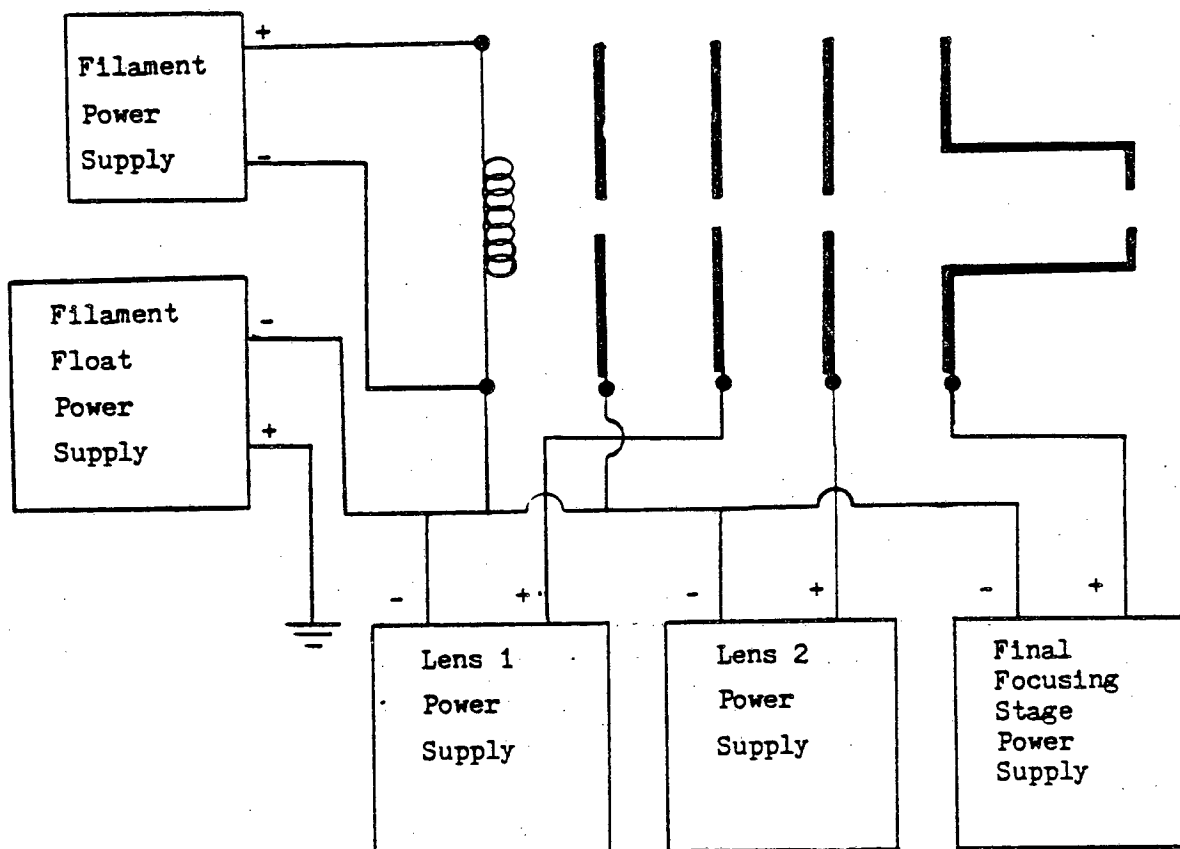 +
Filament
Power
Supply
-
Filament
Float
Power
Supply
-
+
-
+
Lens 1
Power
Supply
-
+
Lens 2
Power
Supply
-
+
Final
Focusing
Stage
Power
Supply